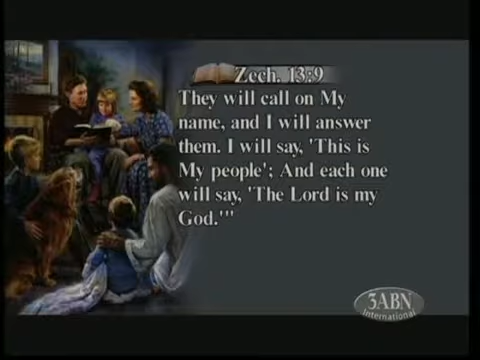 Zech. 13:9
They will call on My
name, and I will answer
them. I will say, 'This is
My people'; And each one
will say, 'The Lord is my
God.'"
3ABN
International